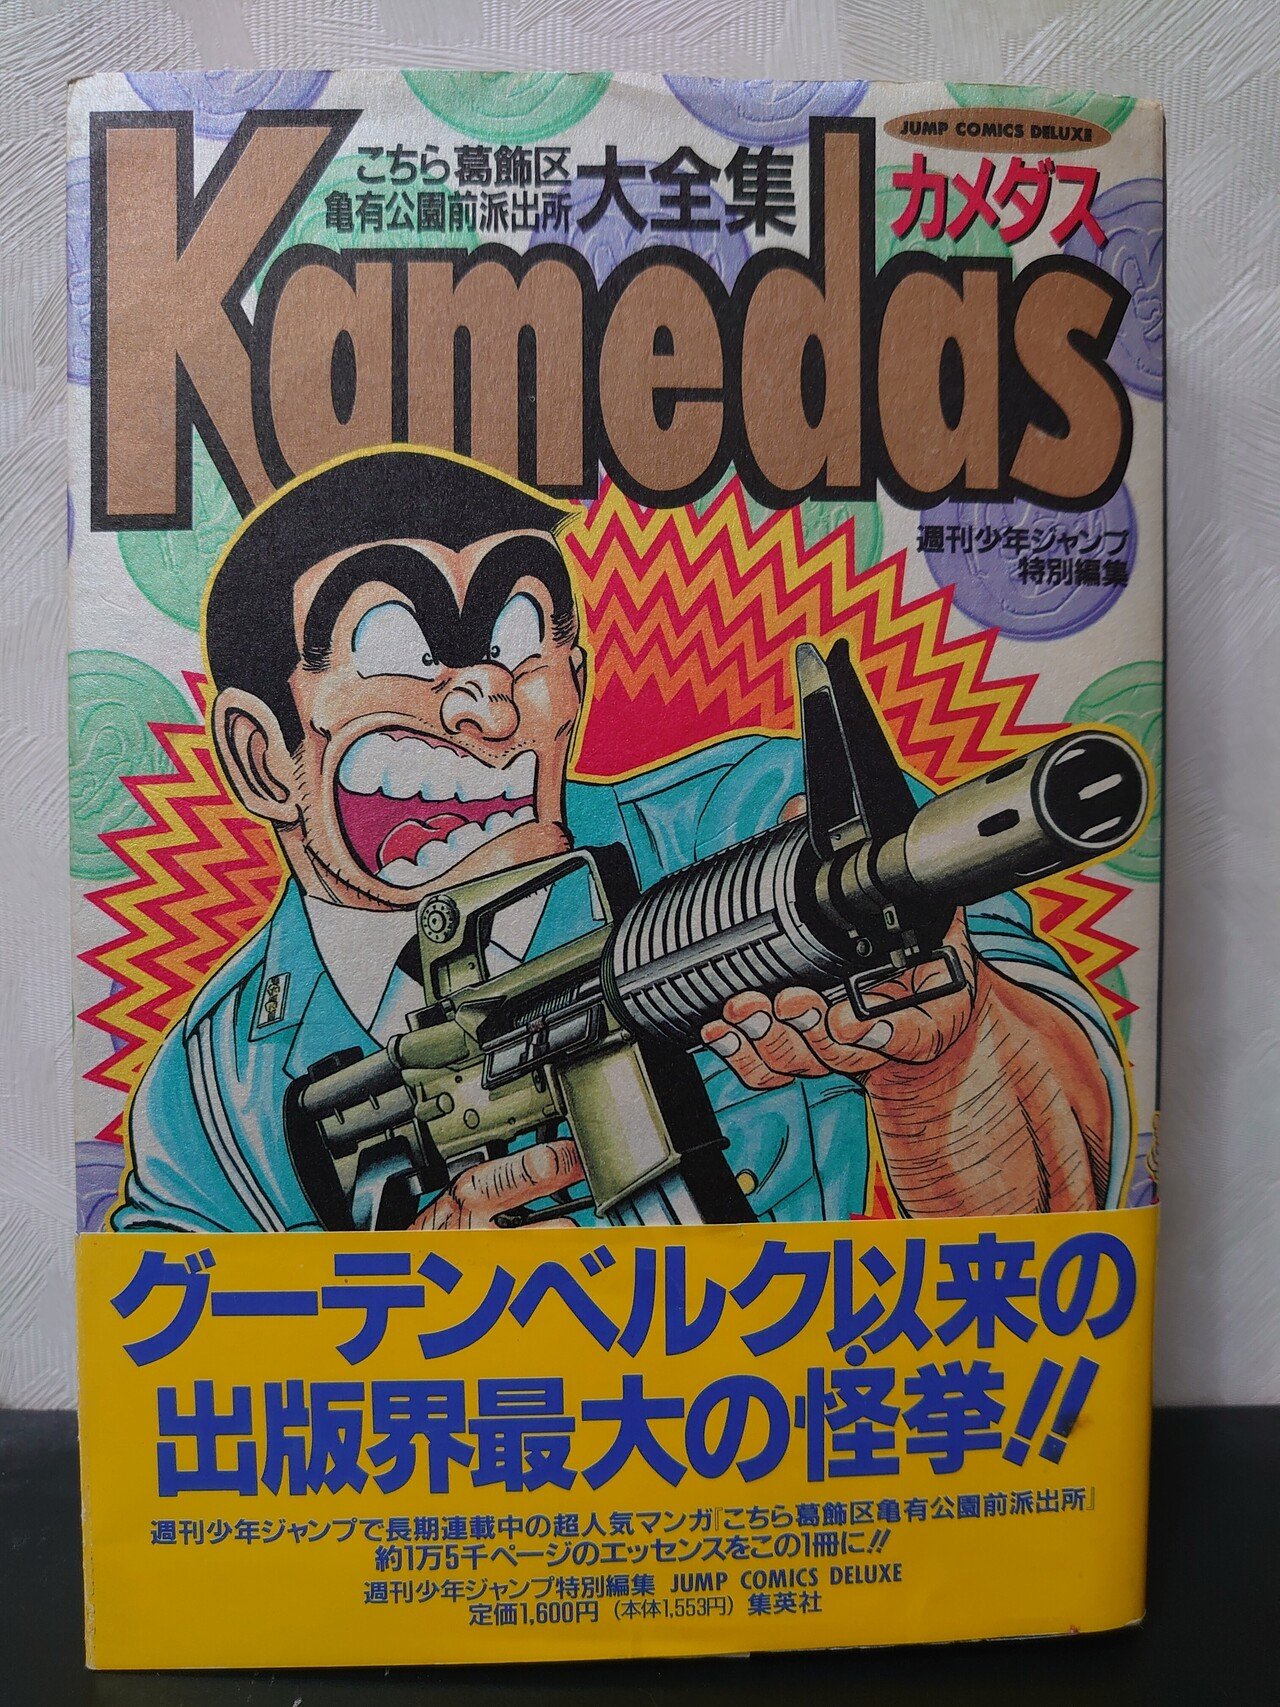 JUMP COMICS DELUXE
こちら葛飾区
亀有公園前派出所
大全集
カメダス
Kamedas
週刊少年ジャンプ
特別編集
グーテンベルク以来の
出版界最大の怪挙!!
週刊少年ジャンプで長期連載中の超人気マンガ『こちら葛飾区亀有公園前派出所』
約1万5千ページのエッセンスをこの1冊に!!
週刊少年ジャンプ特別編集 JUMP COMICS DELUXE
定価1,600円 (本体1,553円) 集英社